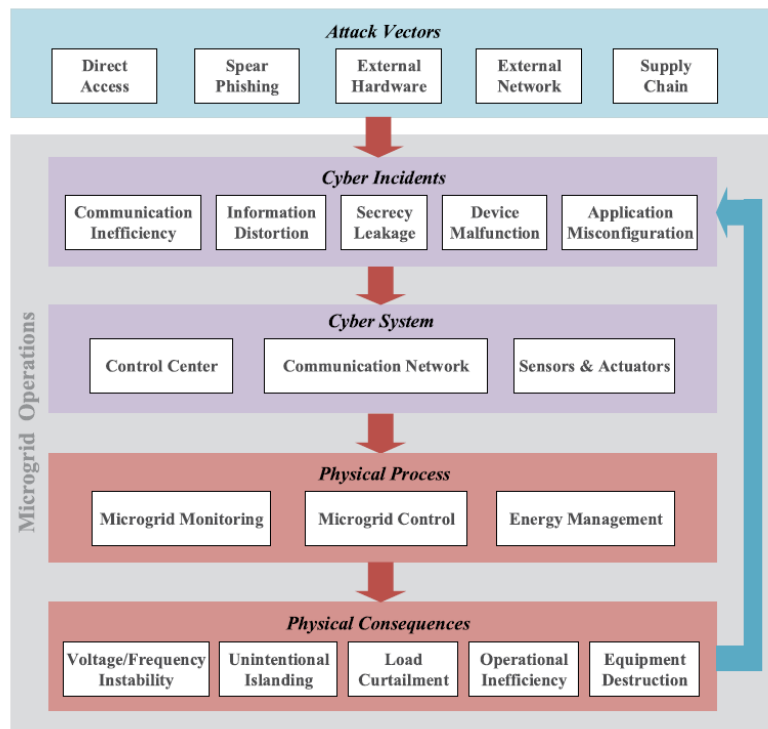 Attack Vectors
Direct
Access
Spear
Phishing
External
Hardware
External
Network
Supply
Chain
Microgrid Operations
Cyber Incidents
Communication
Inefficiency
Information
Distortion
Secrecy
Leakage
Device
Malfunction
Application
Misconfiguration
Cyber System
Control Center
Communication Network
Sensors & Actuators
Physical Process
Microgrid Monitoring
Microgrid Control
Energy Management
Physical Consequences
Voltage/Frequency
Instability
Unintentional
Islanding
Load
Curtailment
Operational
Inefficiency
Equipment
Destruction